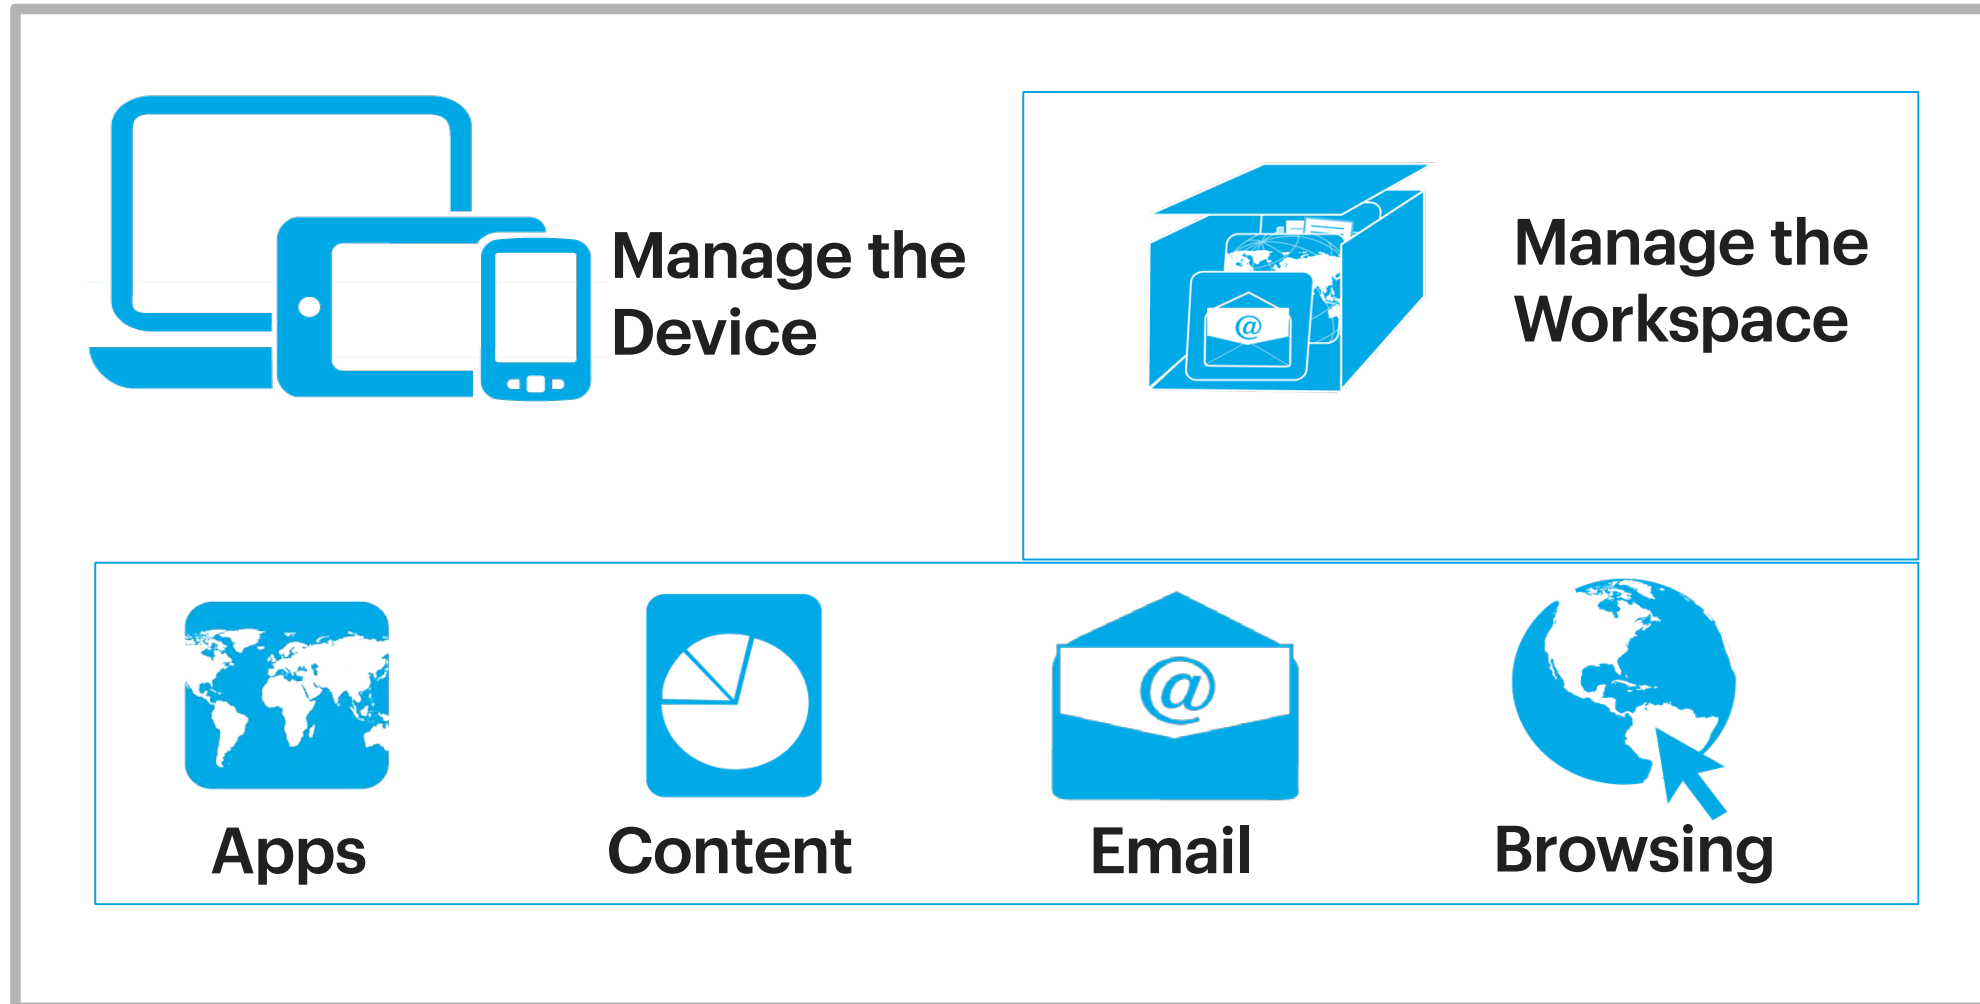 Manage the
Device
Manage the
Workspace
@
@
Apps
Content
Email
Browsing